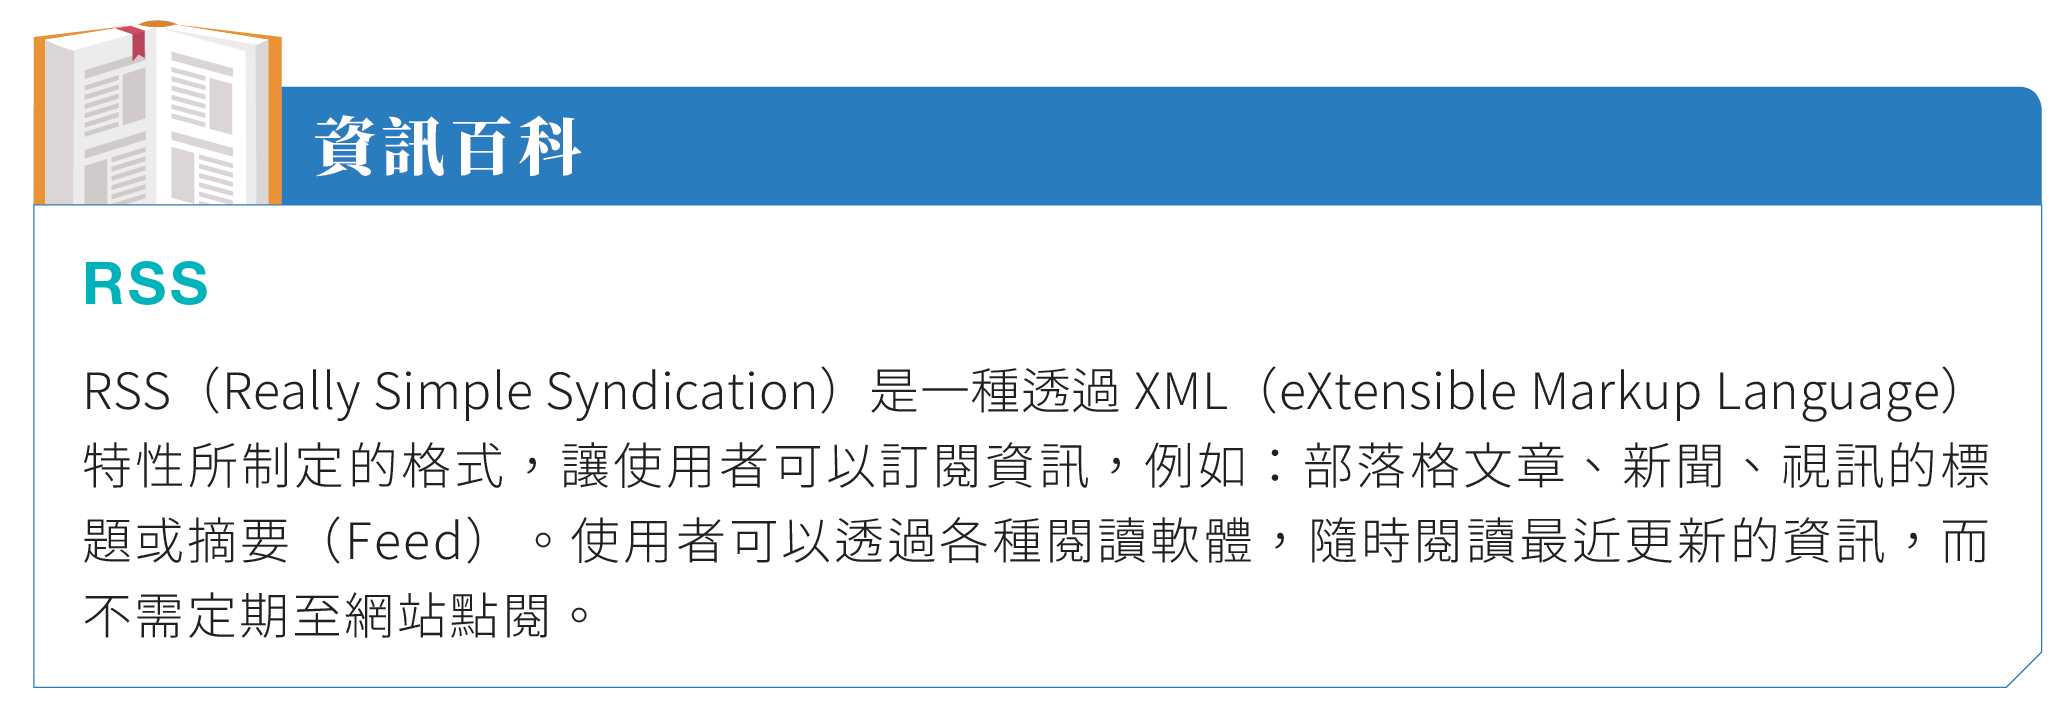 資訊百科
RSS
RSS（Really Simple Syndication）是一種透過 XML（eXtensible Markup Language）
特性所制定的格式，讓使用者可以訂閱資訊，例如：部落格文章、新聞、視訊的標
題或摘要（Feed）。使用者可以透過各種閱讀軟體，隨時閱讀最近更新的資訊，而
不需定期至網站點閱。